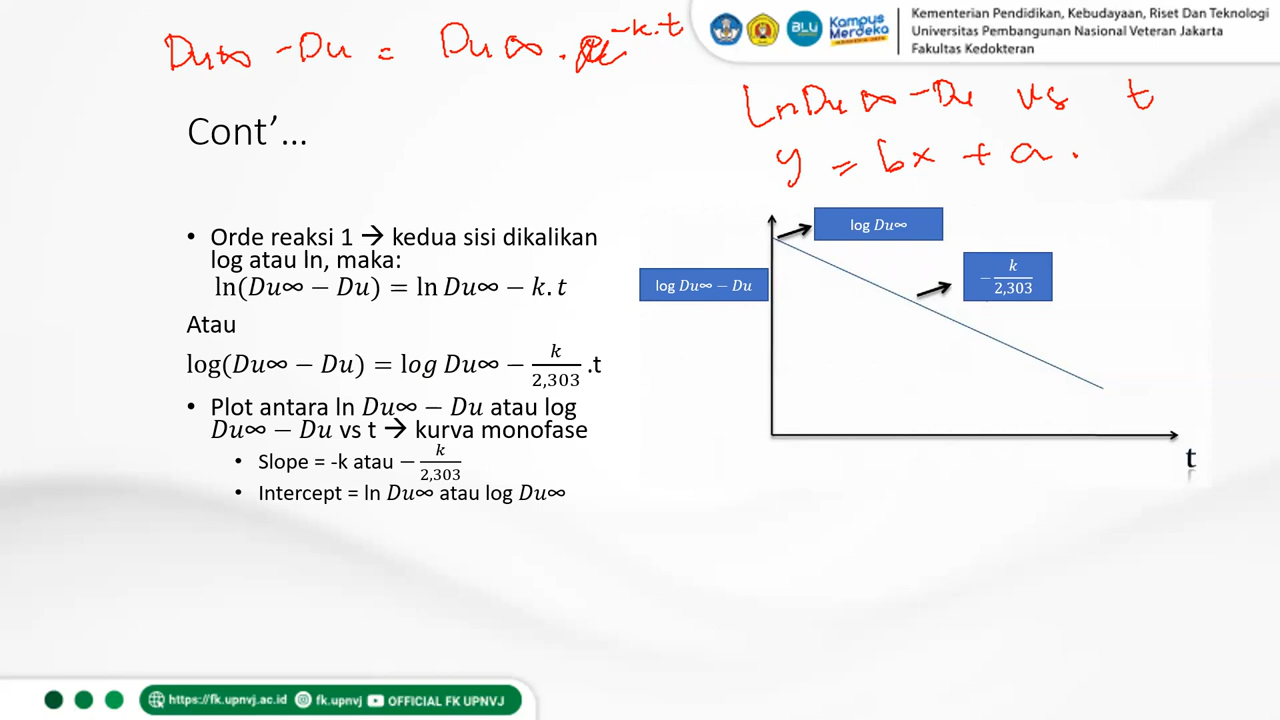 Du∞ - Du = Du∞ . e^-k.t
BLU
Kampus
Merdeka
Kementerian Pendidikan, Kebudayaan, Riset Dan Teknologi
Universitas Pembangunan Nasional Veteran Jakarta
Fakultas Kedokteran
Ln Du ∞ - Du vs t
y = bx + a .
Cont’…
• Orde reaksi 1 → kedua sisi dikalikan
log atau ln, maka:
ln(Du∞ − Du) = ln Du∞ − k. t
Atau
log(Du∞ − Du) = log Du∞ − k/2,303 .t
• Plot antara ln Du∞ − Du atau log
Du∞ − Du vs t → kurva monofase
• Slope = -k atau − k/2,303
• Intercept = ln Du∞ atau log Du∞
log Du∞
− k/2,303
log Du∞ − Du
t
https://fk.upnvj.ac.id fk.upnvj OFFICIAL FK UPNVJ